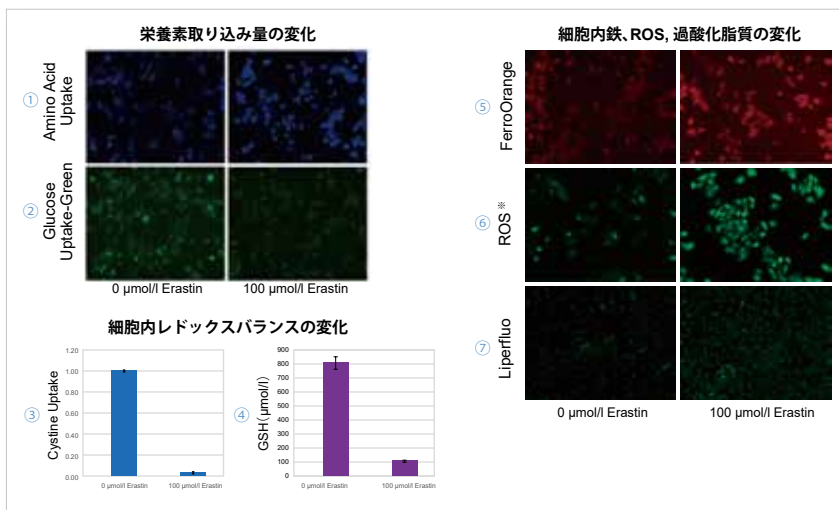 栄養素取り込み量の変化
①
Amino Acid
Uptake
②
Glucose
Uptake-Green
0 μmol/l Erastin
100 μmol/l Erastin
細胞内レドックスバランスの変化
③
Cystine Uptake
1.20
1.00
0.80
0.60
0.40
0.20
0.00
0 μmol/l Erastin
100 μmol/l Erastin
④
GSH(μmol/l)
900
800
700
600
500
400
300
200
100
0
0 μmol/l Erastin
100 μmol/l Erastin
細胞内鉄、ROS, 過酸化脂質の変化
⑤
FerroOrange
⑥
ROS※
⑦
Liperfluo
0 μmol/l Erastin
100 μmol/l Erastin